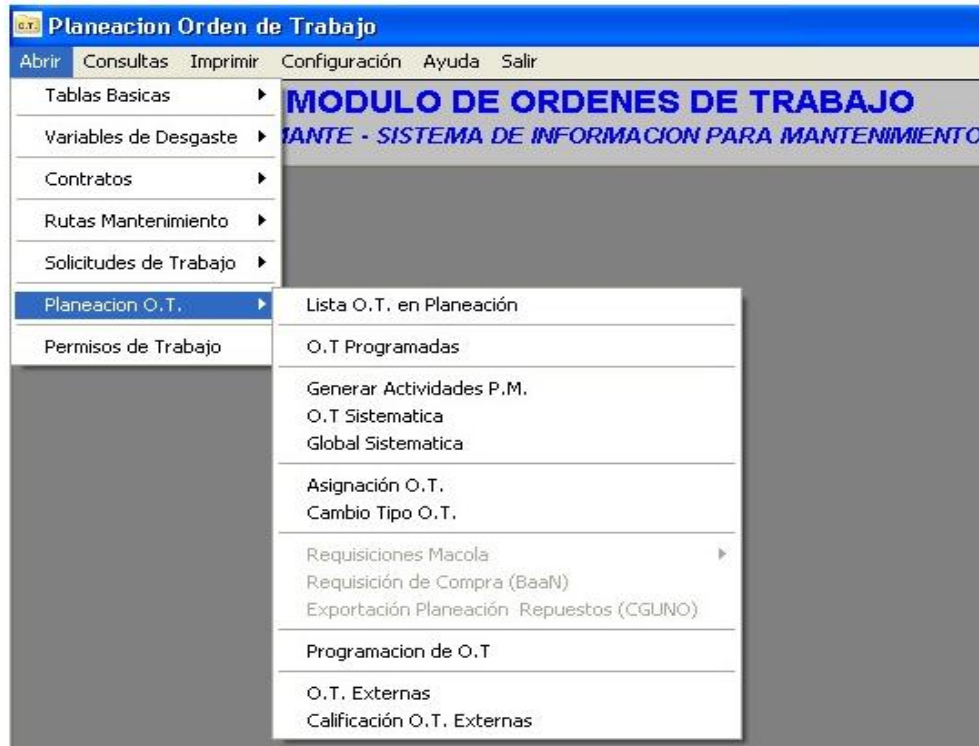 O.T. Planeacion Orden de Trabajo
Abrir Consultas Imprimir Configuración Ayuda Salir
MODULO DE ORDENES DE TRABAJO
MANTE - SISTEMA DE INFORMACION PARA MANTENIMIENTO
Tablas Basicas
Variables de Desgaste
Contratos
Rutas Mantenimiento
Solicitudes de Trabajo
Planeacion O.T.
Permisos de Trabajo
Lista O.T. en Planeación
O.T Programadas
Generar Actividades P.M.
O.T Sistematica
Global Sistematica
Asignación O.T.
Cambio Tipo O.T.
Requisiciones Macola
Requisición de Compra (BaaN)
Exportación Planeación Repuestos (CGUNO)
Programacion de O.T
O.T. Externas
Calificación O.T. Externas